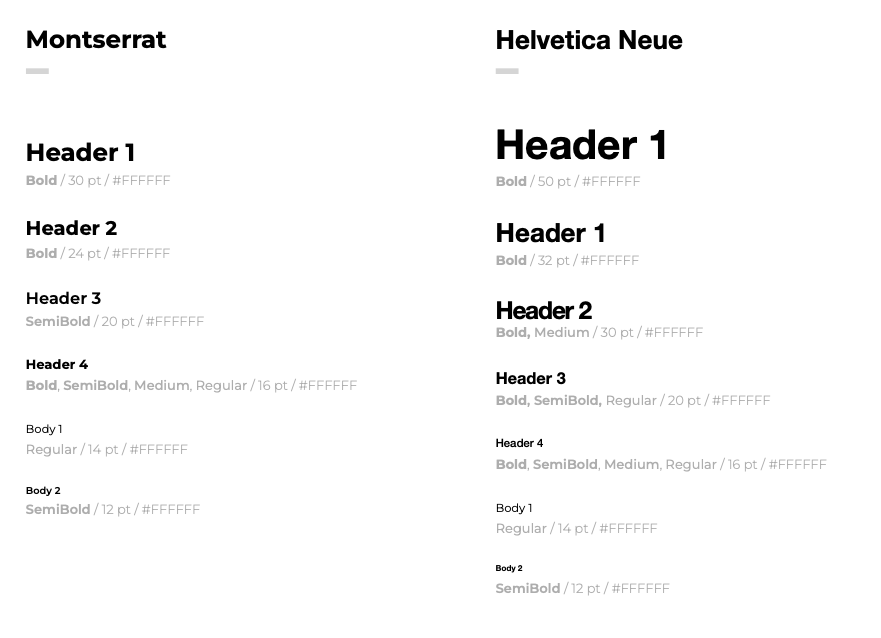 Montserrat
Header 1
Bold / 30 pt / #FFFFFF
Header 2
Bold / 24 pt / #FFFFFF
Header 3
SemiBold / 20 pt / #FFFFFF
Header 4
Bold, SemiBold, Medium, Regular / 16 pt / #FFFFFF
Body 1
Regular / 14 pt / #FFFFFF
Body 2
SemiBold / 12 pt / #FFFFFF
Helvetica Neue
Header 1
Bold / 50 pt / #FFFFFF
Header 1
Bold / 32 pt / #FFFFFF
Header 2
Bold, Medium / 30 pt / #FFFFFF
Header 3
Bold, SemiBold, Regular / 20 pt / #FFFFFF
Header 4
Bold, SemiBold, Medium, Regular / 16 pt / #FFFFFF
Body 1
Regular / 14 pt / #FFFFFF
Body 2
SemiBold / 12 pt / #FFFFFF